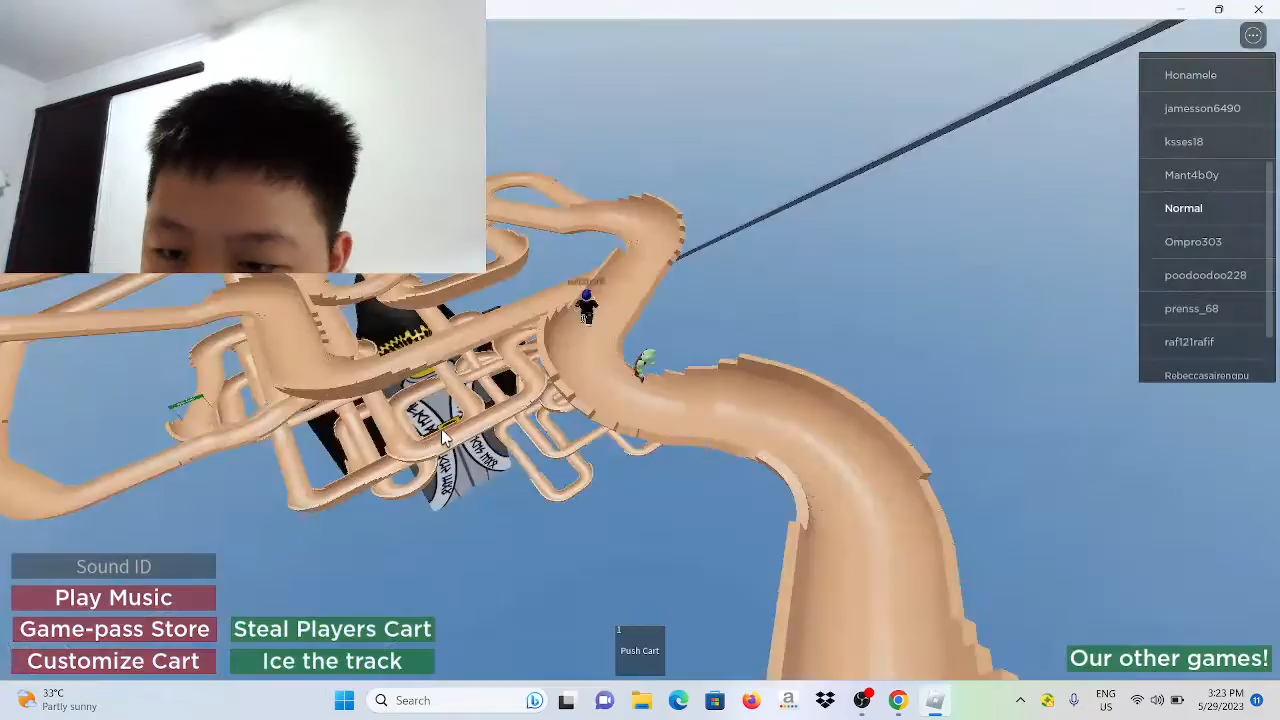 Honamele
jamesson6490
ksses18
Mant4b0y
Normal
Ompro303
poodoodoo228
prenss_68
raf121rafif
Rebeccasairengpu
Sound ID
Play Music
Game-pass Store
Steal Players Cart
Customize Cart
Ice the track
1
Push Cart
Our other games!
33°C
Partly sunny
Search
ENG
US
3:23 PM
5/29/2023
11